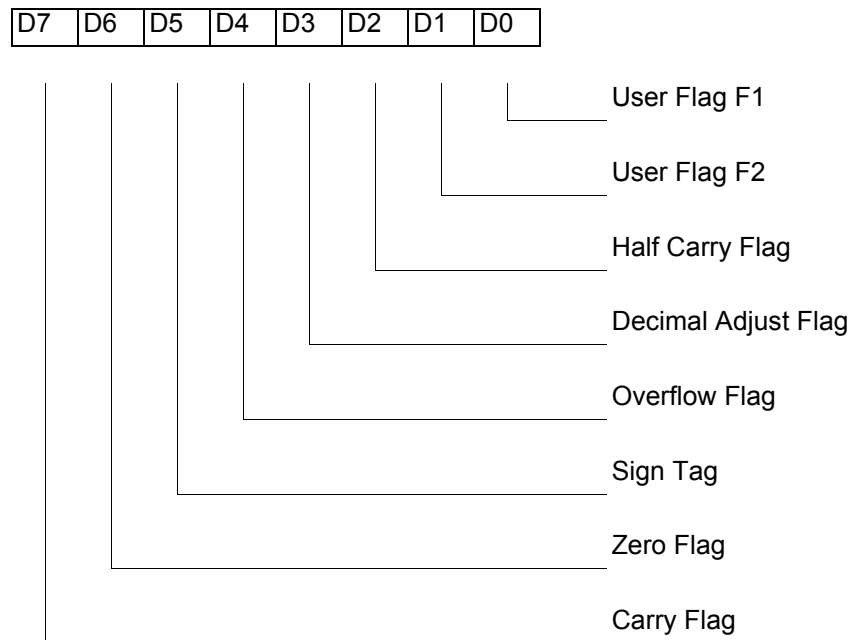 D7 D6 D5 D4 D3 D2 D1 D0
User Flag F1
User Flag F2
Half Carry Flag
Decimal Adjust Flag
Overflow Flag
Sign Tag
Zero Flag
Carry Flag